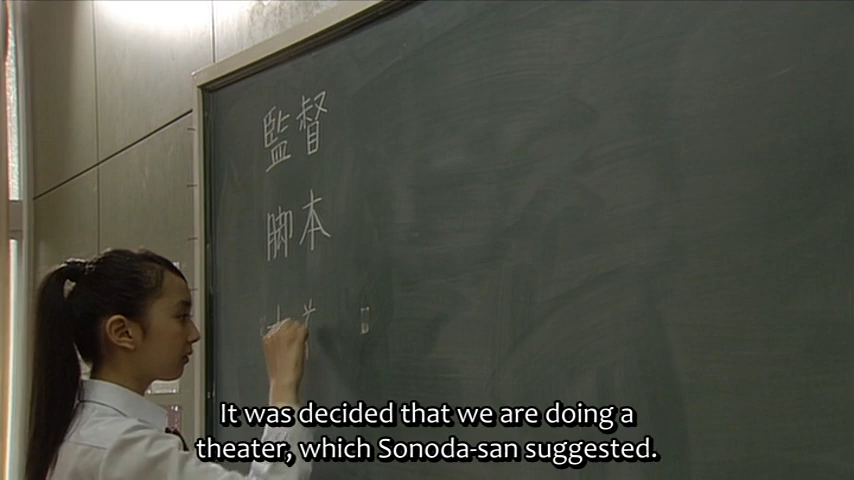 監督
脚本
It was decided that we are doing a
theater, which Sonoda-san suggested.